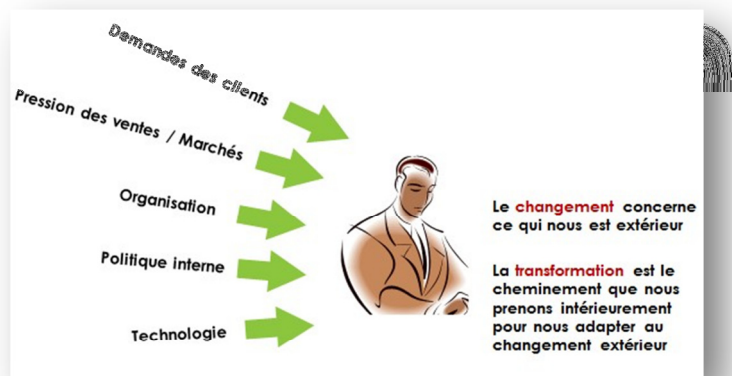 Demandes des clients
Pression des ventes / Marchés
Organisation
Politique interne
Technologie
Le changement concerne
ce qui nous est extérieur
La transformation est le
cheminement que nous
prenons intérieurement
pour nous adapter au
changement extérieur